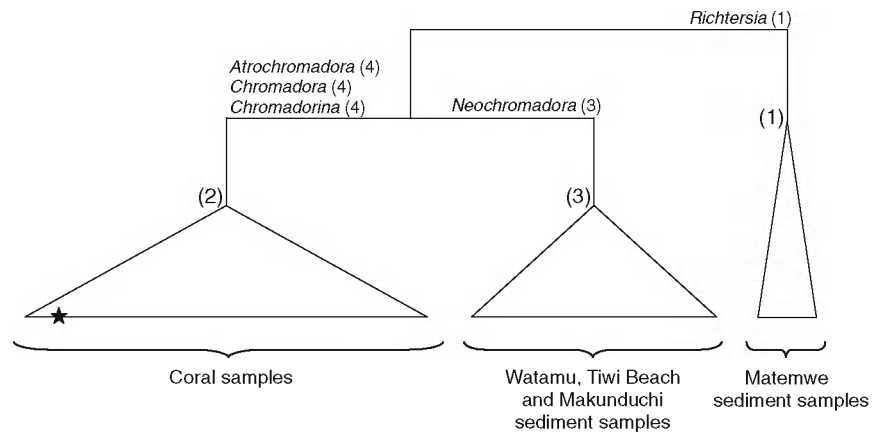 Richtersia (1)
Atrochromadora (4)
Chromadora (4)
Chromadorina (4)
Neochromadora (3)
(1)
(2)
(3)
Coral samples
Watamu, Tiwi Beach
and Makunduchi
sediment samples
Matemwe
sediment samples